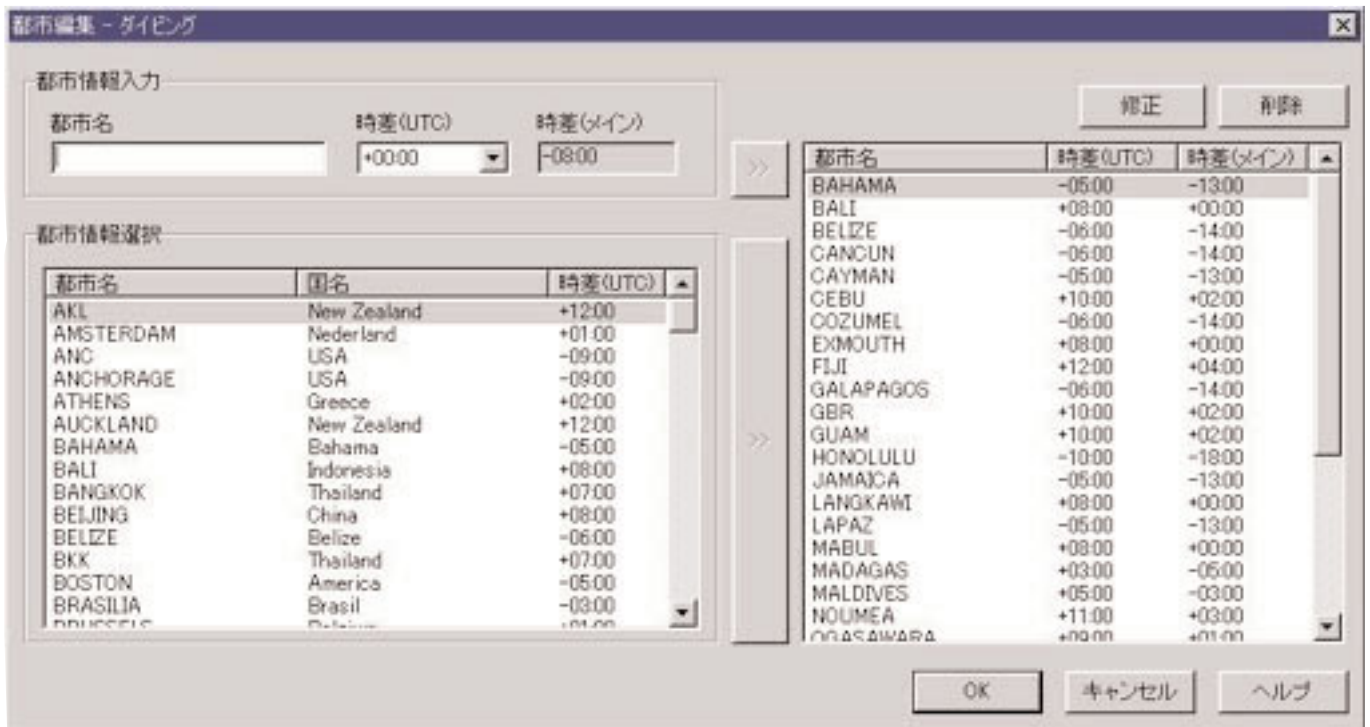 都市編集 - ダイビング
都市情報入力
都市名 時差(UTC) 時差(メイン)
+00:00 -08:00
>>
都市情報選択
都市名 国名 時差(UTC)
AKL New Zealand +12:00
AMSTERDAM Nederland +01:00
ANC USA -09:00
ANCHORAGE USA -09:00
ATHENS Greece +02:00
AUCKLAND New Zealand +12:00
BAHAMA Bahama -05:00
BALI Indonesia +08:00
BANGKOK Thailand +07:00
BEIJING China +08:00
BELIZE Belize -06:00
BKK Thailand +07:00
BOSTON America -05:00
BRASILIA Brasil -03:00
BRUSSELS Belgium +01:00
>>
修正 削除
都市名 時差(UTC) 時差(メイン)
BAHAMA -05:00 -13:00
BALI +08:00 +00:00
BELIZE -06:00 -14:00
CANCUN -06:00 -14:00
CAYMAN -05:00 -13:00
CEBU +10:00 +02:00
COZUMEL -06:00 -14:00
EXMOUTH +08:00 +00:00
FIJI +12:00 +04:00
GALAPAGOS -06:00 -14:00
GBR +10:00 +02:00
GUAM +10:00 +02:00
HONOLULU -10:00 -18:00
JAMAICA -05:00 -13:00
LANGKAWI +08:00 +00:00
LAPAZ -05:00 -13:00
MABUL +08:00 +00:00
MADAGAS +03:00 -05:00
MALDIVES +05:00 -03:00
NOUMEA +11:00 +03:00
OGASAWARA +09:00 +01:00
OK キャンセル ヘルプ